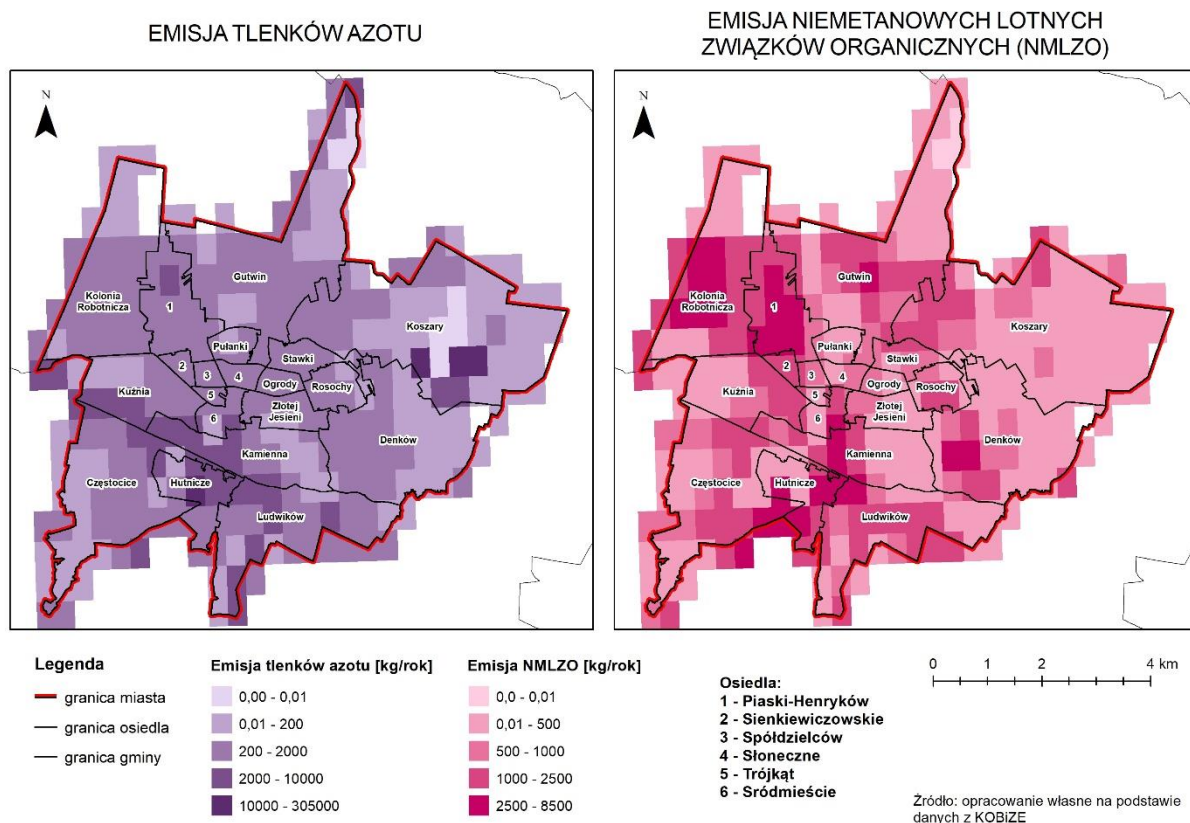 EMISJA TLENKÓW AZOTU
EMISJA NIEMETANOWYCH LOTNYCH
ZWIĄZKÓW ORGANICZNYCH (NMLZO)
N
Gutwin
Kolonia
Robotnicza
1
Koszary
Pułanki
Stawki
2
3
4
Ogrody
Rosochy
Kuźnia
5
6
Złotej
Jesieni
Denków
Kamienna
Częstocice
Hutnicze
Ludwików
N
Gutwin
Kolonia
Robotnicza
1
Koszary
Pułanki
Stawki
2
3
4
Ogrody
Rosochy
Kuźnia
5
6
Złotej
Jesieni
Denków
Kamienna
Częstocice
Hutnicze
Ludwików
Legenda
granica miasta
granica osiedla
granica gminy
Emisja tlenków azotu [kg/rok]
0,00 - 0,01
0,01 - 200
200 - 2000
2000 - 10000
10000 - 305000
Emisja NMLZO [kg/rok]
0,0 - 0,01
0,01 - 500
500 - 1000
1000 - 2500
2500 - 8500
Osiedla:
1 - Piaski-Henryków
2 - Sienkiewiczowskie
3 - Spółdzielców
4 - Słoneczne
5 - Trójkąt
6 - Sródmieście
0 1 2 4 km
Źródło: opracowanie własne na podstawie
danych z KOBiZE